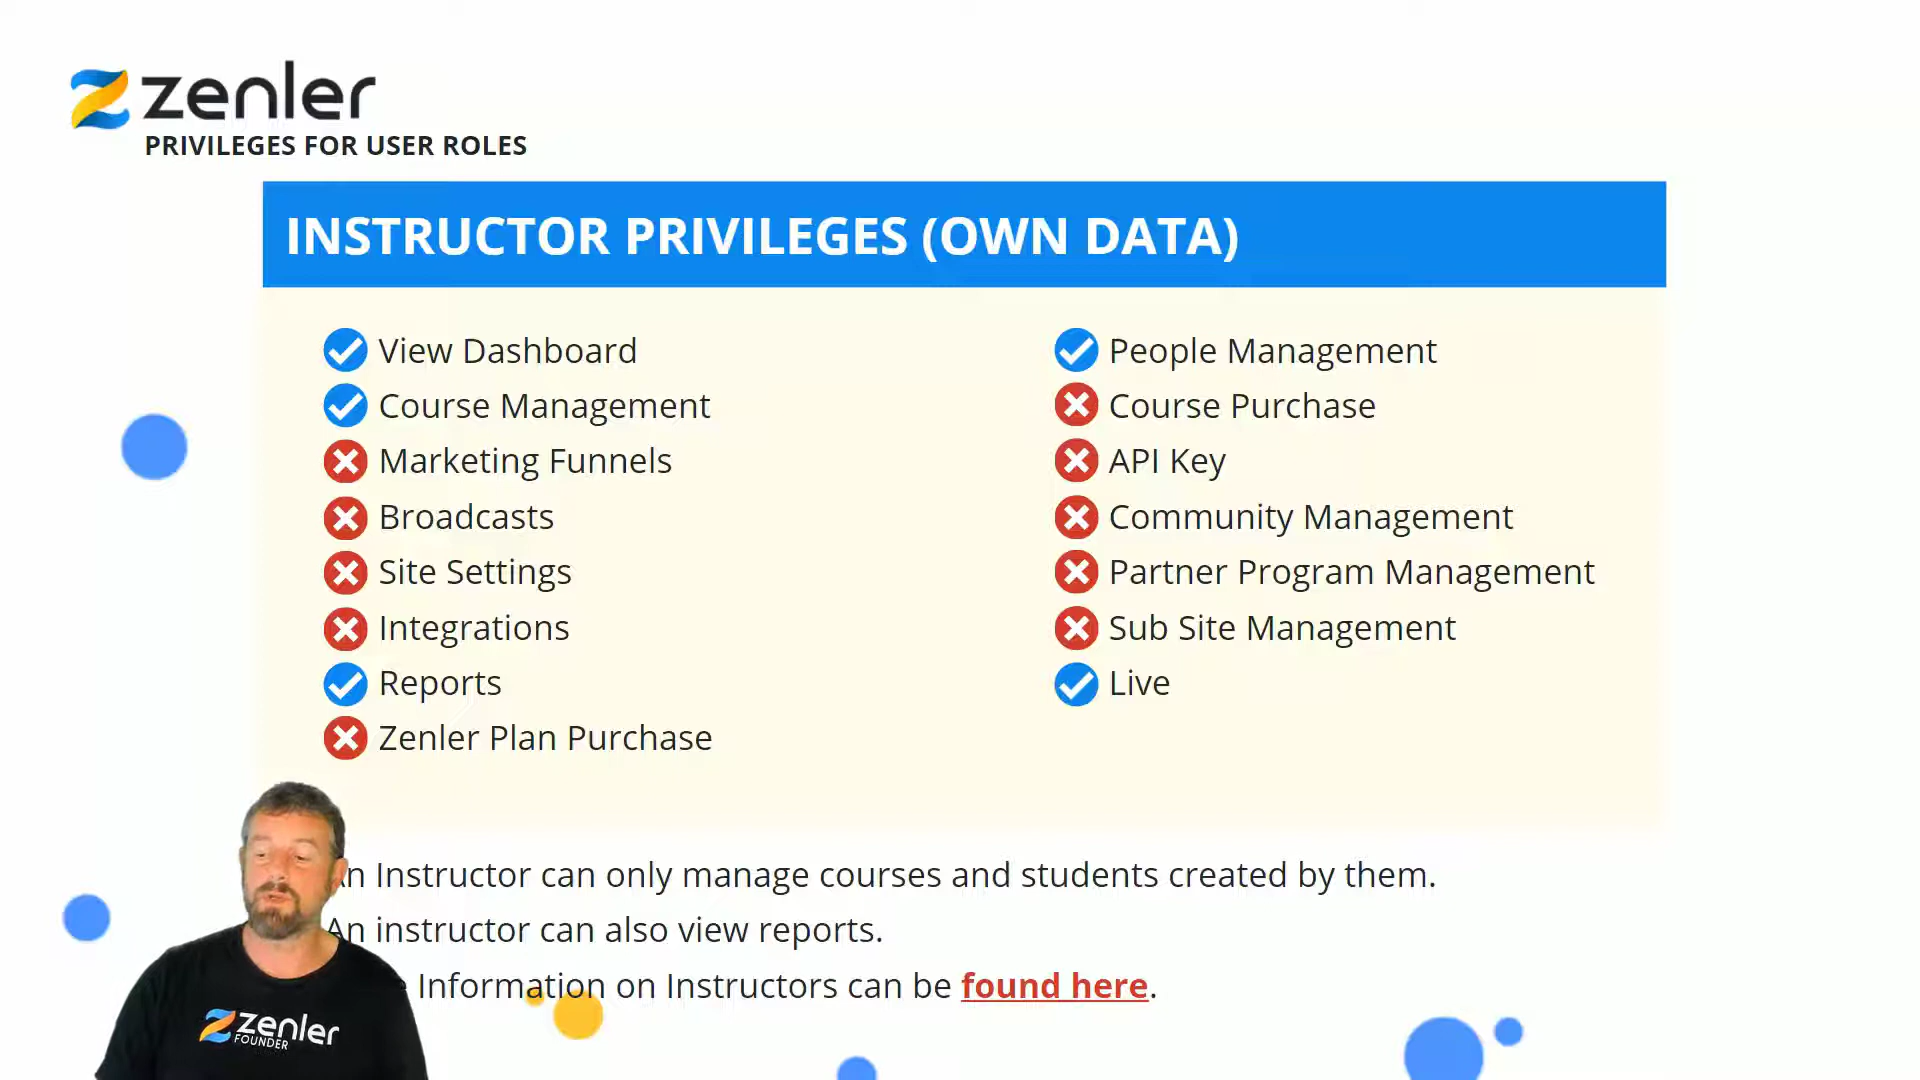 zenler
PRIVILEGES FOR USER ROLES
INSTRUCTOR PRIVILEGES (OWN DATA)
View Dashboard
Course Management
Marketing Funnels
Broadcasts
Site Settings
Integrations
Reports
Zenler Plan Purchase
People Management
Course Purchase
API Key
Community Management
Partner Program Management
Sub Site Management
Live
An Instructor can only manage courses and students created by them.
An instructor can also view reports.
Information on Instructors can be found here.
zenler
FOUNDER